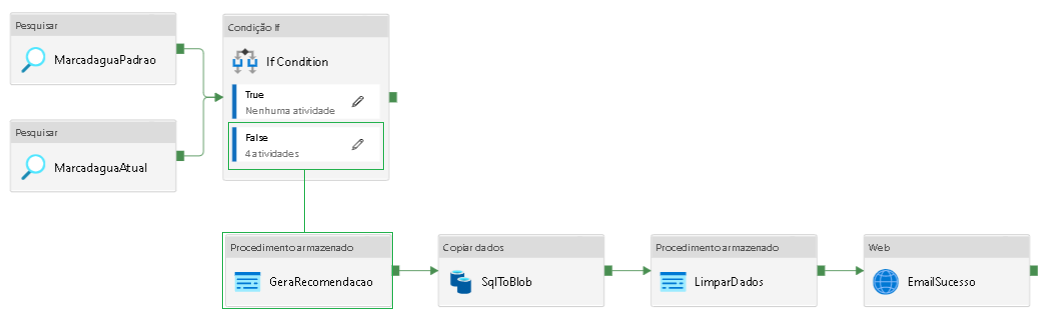 Pesquisar
MarcadaguaPadrao
Pesquisar
MarcadaguaAtual
Condição If
If Condition
True
Nenhuma atividade
False
4 atividades
Procedimento armazenado
GeraRecomendacao
Copiar dados
SqlToBlob
Procedimento armazenado
LimparDados
Web
EmailSucesso